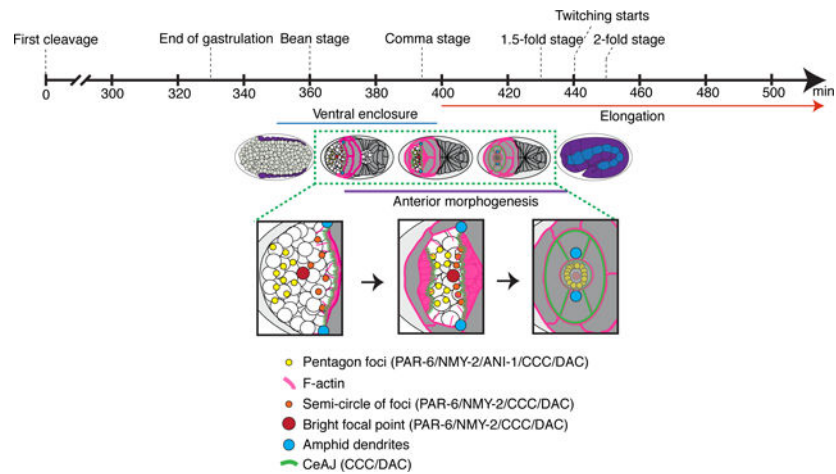 Twitching starts
First cleavage End of gastrulation Bean stage Comma stage 1.5-fold stage 2-fold stage
0 300 320 340 360 380 400 420 440 460 480 500 min
Ventral enclosure Elongation
Anterior morphogenesis
Pentagon foci (PAR-6/NMY-2/ANI-1/CCC/DAC)
F-actin
Semi-circle of foci (PAR-6/NMY-2/CCC/DAC)
Bright focal point (PAR-6/NMY-2/CCC/DAC)
Amphid dendrites
CeAJ (CCC/DAC)